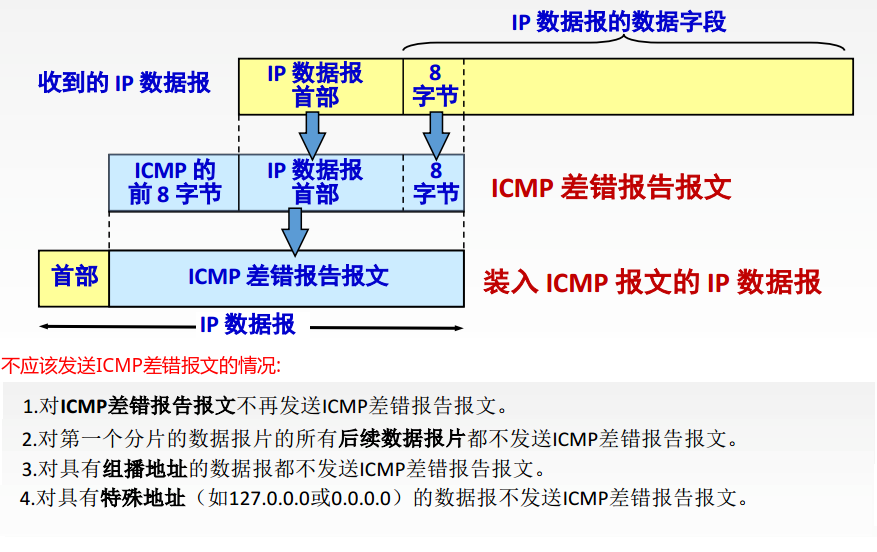 IP 数据报的数据字段
收到的 IP 数据报
IP 数据报
首部
8
字节
ICMP 的
前 8 字节
IP 数据报
首部
8
字节
ICMP 差错报告报文
首部
ICMP 差错报告报文
装入 ICMP 报文的 IP 数据报
IP 数据报
不应该发送ICMP差错报文的情况:
1.对ICMP差错报告报文不再发送ICMP差错报告报文。
2.对第一个分片的数据报片的所有后续数据报片都不发送ICMP差错报告报文。
3.对具有组播地址的数据报都不发送ICMP差错报告报文。
4.对具有特殊地址（如127.0.0.0或0.0.0.0）的数据报不发送ICMP差错报告报文。